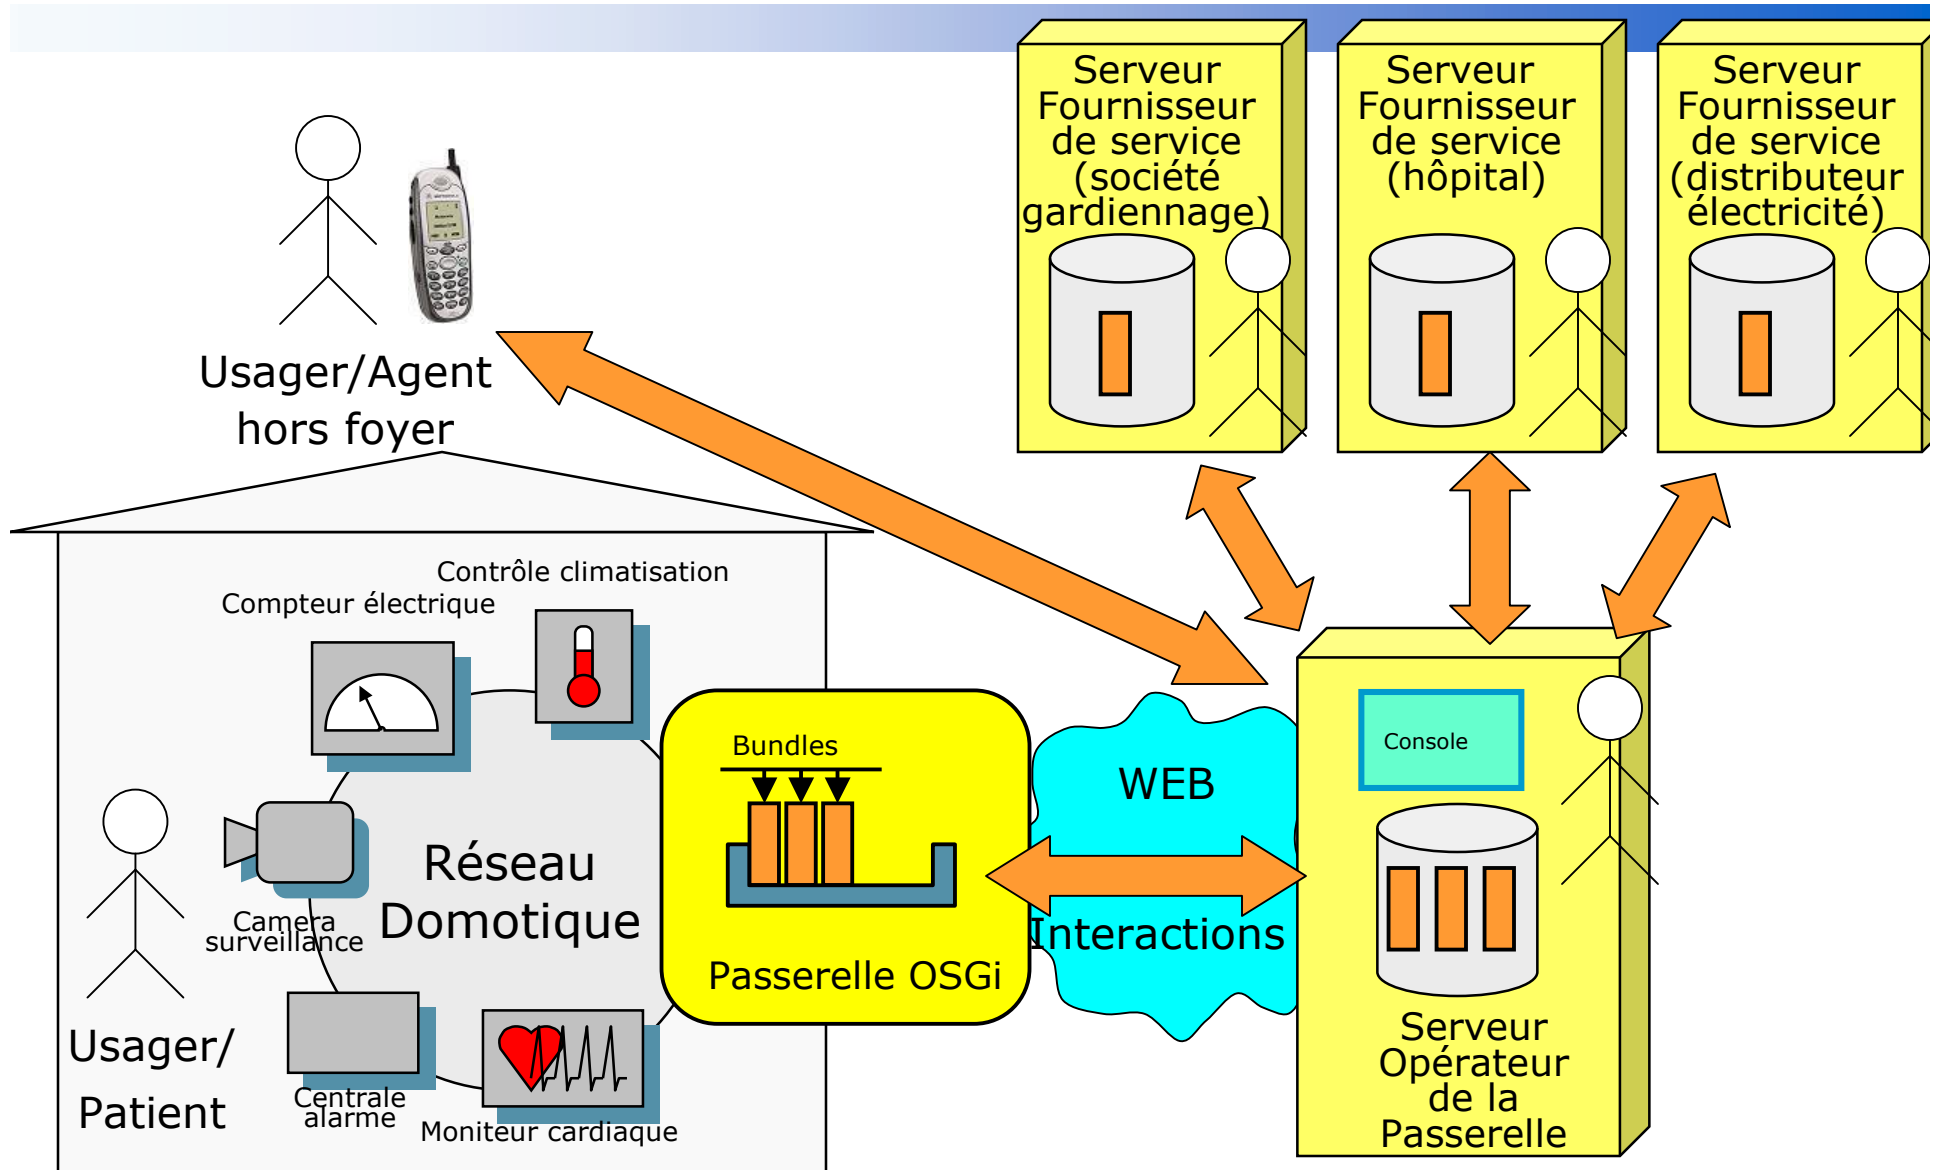 Serveur
Fournisseur
de service
(société
gardiennage)
Serveur
Fournisseur
de service
(hôpital)
Serveur
Fournisseur
de service
(distributeur
électricité)
Usager/Agent
hors foyer
Contrôle climatisation
Compteur électrique
Bundles
WEB
Console
Réseau
Domotique
Camera
surveillance
Interactions
Passerelle OSGi
Usager/
Patient
Centrale
alarme
Moniteur cardiaque
Serveur
Opérateur
de la
Passerelle